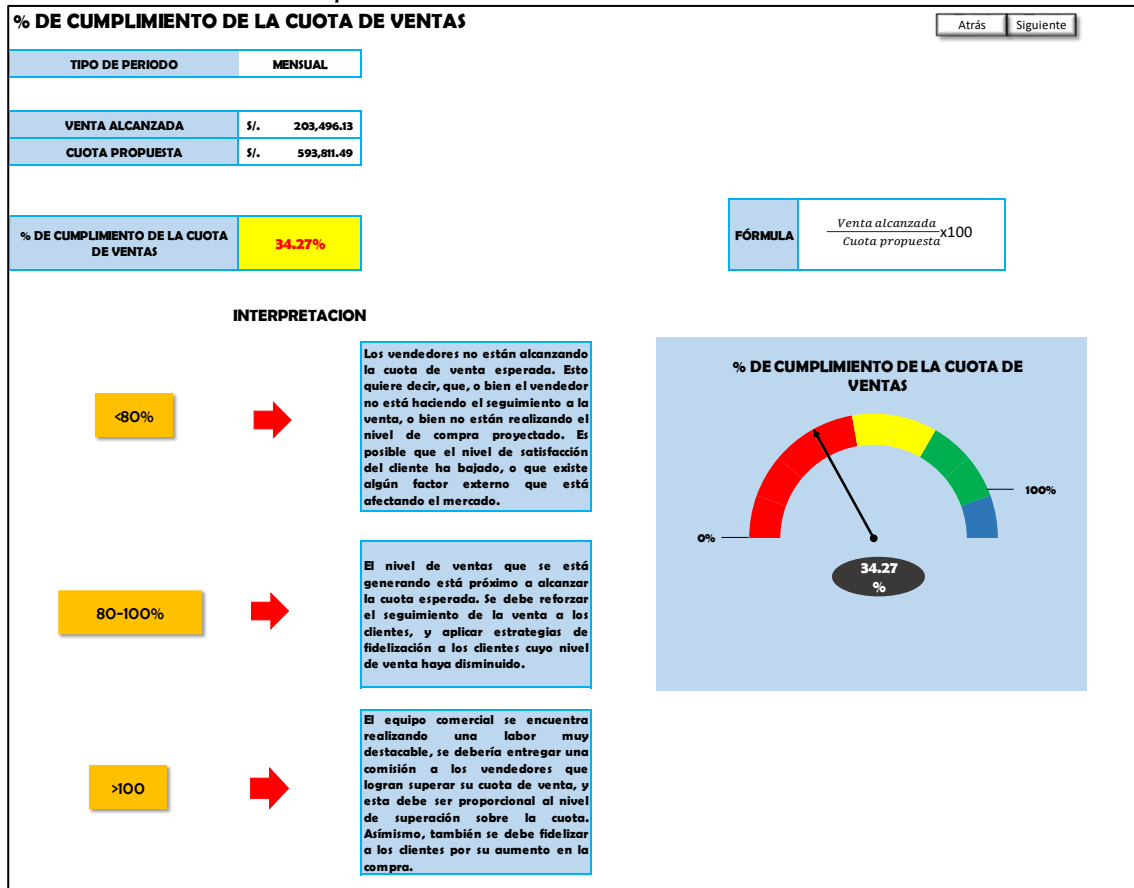 % DE CUMPLIMIENTO DE LA CUOTA DE VENTAS
Atrás
Siguiente
TIPO DE PERIODO MENSUAL
VENTA ALCANZADA S/. 203,496.13
CUOTA PROPUESTA S/. 593,811.49
% DE CUMPLIMIENTO DE LA CUOTA
DE VENTAS
34.27%
FÓRMULA
Venta alcanzada
Cuota propuesta
x100
INTERPRETACION
<80%
Los vendedores no están alcanzando
la cuota de venta esperada. Esto
quiere decir, que, o bien el vendedor
no está haciendo el seguimiento a la
venta, o bien no están realizando el
nivel de compra proyectado. Es
posible que el nivel de satisfacción
del cliente ha bajado, o que existe
algún factor externo que está
afectando el mercado.
80-100%
El nivel de ventas que se está
generando está próximo a alcanzar
la cuota esperada. Se debe reforzar
el seguimiento de la venta a los
clientes, y aplicar estrategias de
fidelización a los clientes cuyo nivel
de venta haya disminuido.
>100
El equipo comercial se encuentra
realizando una labor muy
destacable, se debería entregar una
comisión a los vendedores que
logran superar su cuota de venta, y
esta debe ser proporcional al nivel
de superación sobre la cuota.
Asímismo, también se debe fidelizar
a los clientes por su aumento en la
compra.
% DE CUMPLIMIENTO DE LA CUOTA DE
VENTAS
0%
100%
34.27
%